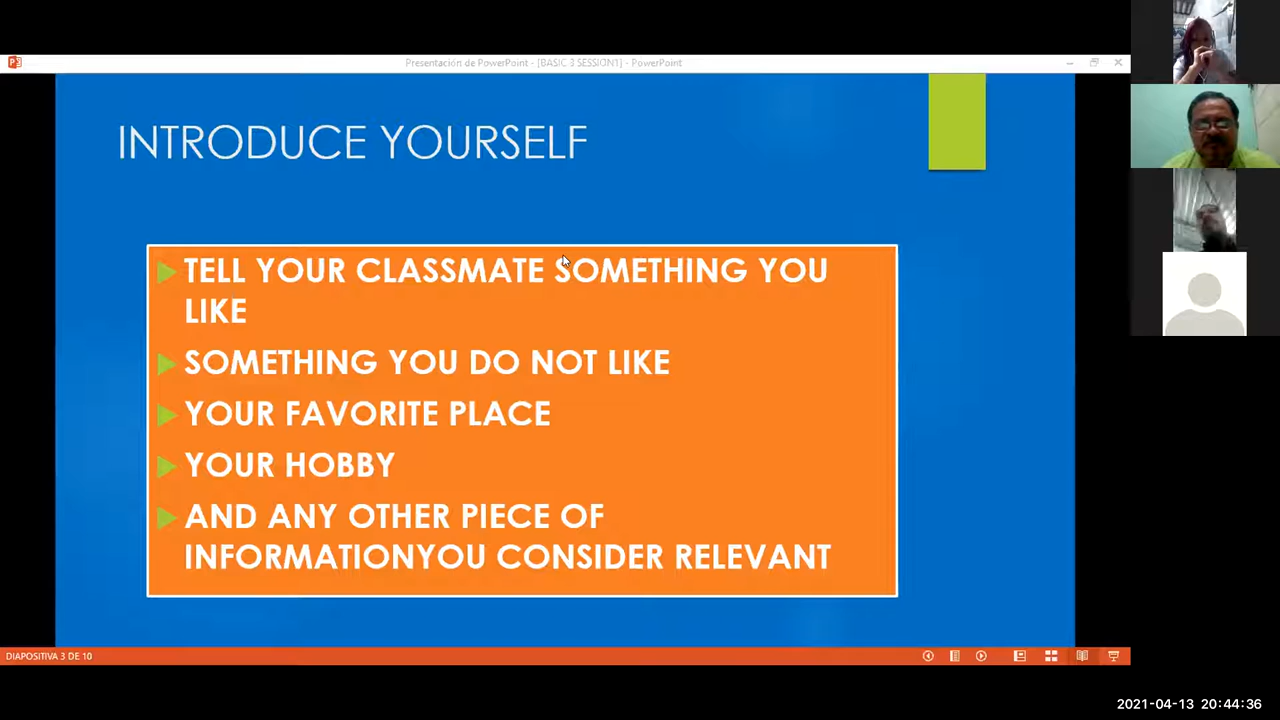 Presentación de PowerPoint - [BASIC 3 SESSION1] - PowerPoint
INTRODUCE YOURSELF
TELL YOUR CLASSMATE SOMETHING YOU
LIKE
SOMETHING YOU DO NOT LIKE
YOUR FAVORITE PLACE
YOUR HOBBY
AND ANY OTHER PIECE OF
INFORMATIONYOU CONSIDER RELEVANT
DIAPOSITIVA 3 DE 10
2021-04-13 20:44:36